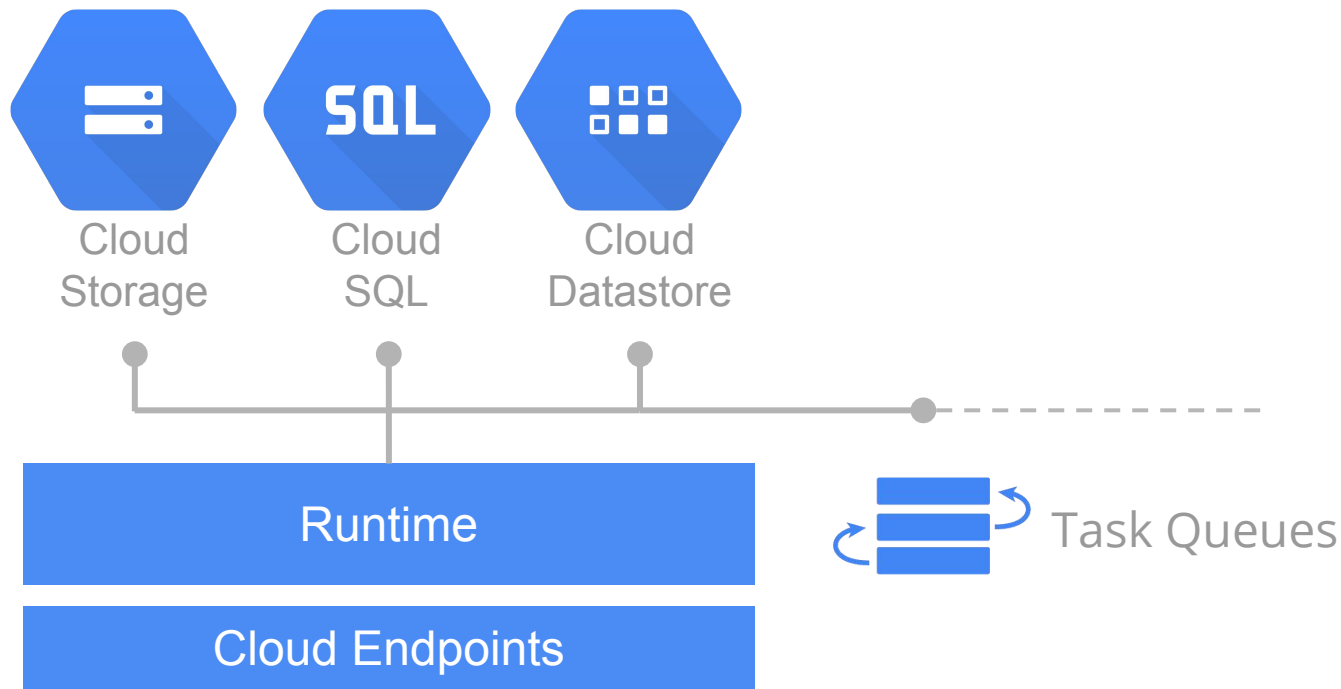 SQL
Cloud
Storage
Cloud
SQL
Cloud
Datastore
Runtime
Task Queues
Cloud Endpoints